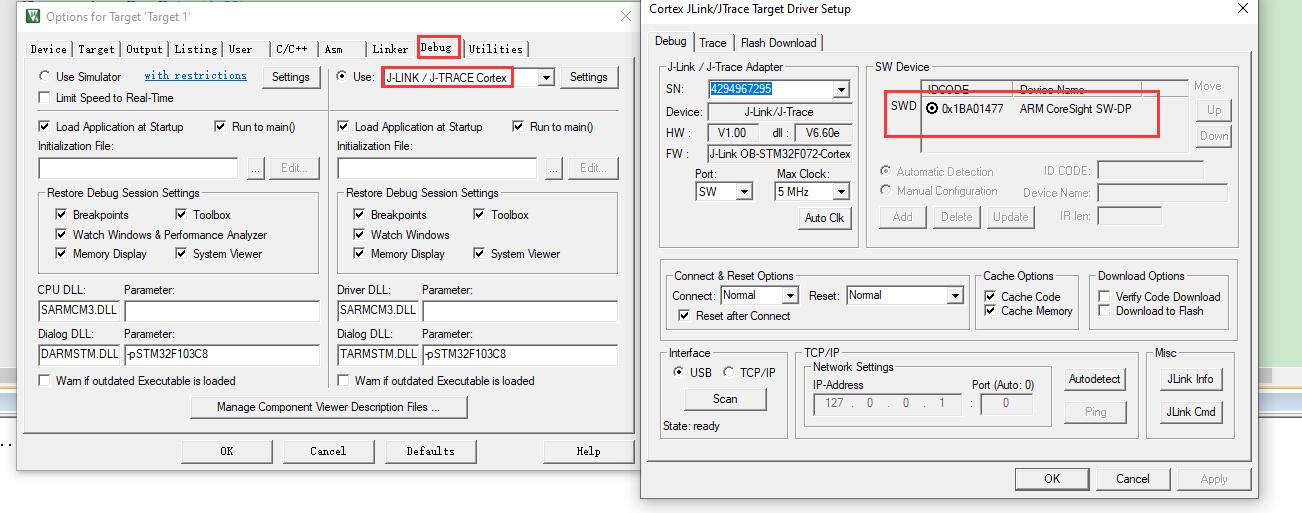 Options for Target 'Target 1'
Device Target Output Listing User C/C++ Asm Linker Debug Utilities
Use Simulator with restrictions Settings
Limit Speed to Real-Time
Use: J-LINK / J-TRACE Cortex Settings
Load Application at Startup Run to main()
Initialization File:
... Edit...
Load Application at Startup Run to main()
Initialization File:
... Edit...
Restore Debug Session Settings
Breakpoints Toolbox
Watch Windows & Performance Analyzer
Memory Display System Viewer
Restore Debug Session Settings
Breakpoints Toolbox
Watch Windows
Memory Display System Viewer
CPU DLL: Parameter:
SARMCM3.DLL
Dialog DLL: Parameter:
DARMSTM.DLL -pSTM32F103C8
Warn if outdated Executable is loaded
Driver DLL: Parameter:
SARMCM3.DLL
Dialog DLL: Parameter:
TARMSTM.DLL -pSTM32F103C8
Warn if outdated Executable is loaded
Manage Component Viewer Description Files ...
OK Cancel Defaults Help
Cortex JLink/JTrace Target Driver Setup
Debug Trace Flash Download
J-Link / J-Trace Adapter
SN: 4294967295
Device: J-Link/J-Trace
HW : V1.00 dll : V6.60e
FW : J-Link OB-STM32F072-Cortex
Port: Max Clock:
SW 5 MHz
Auto Clk
SW Device
IDCODE Device Name Move
SWD 0x1BA01477 ARM CoreSight SW-DP Up
Down
Automatic Detection ID CODE:
Manual Configuration Device Name:
Add Delete Update IR len:
Connect & Reset Options
Connect: Normal Reset: Normal
Reset after Connect
Cache Options
Cache Code
Cache Memory
Download Options
Verify Code Download
Download to Flash
Interface
USB TCP/IP
Scan
State: ready
TCP/IP
Network Settings
IP-Address Port (Auto: 0)
127 . 0 . 0 . 1 : 0
Autodetect
Ping
Misc
JLink Info
JLink Cmd
OK Cancel Apply